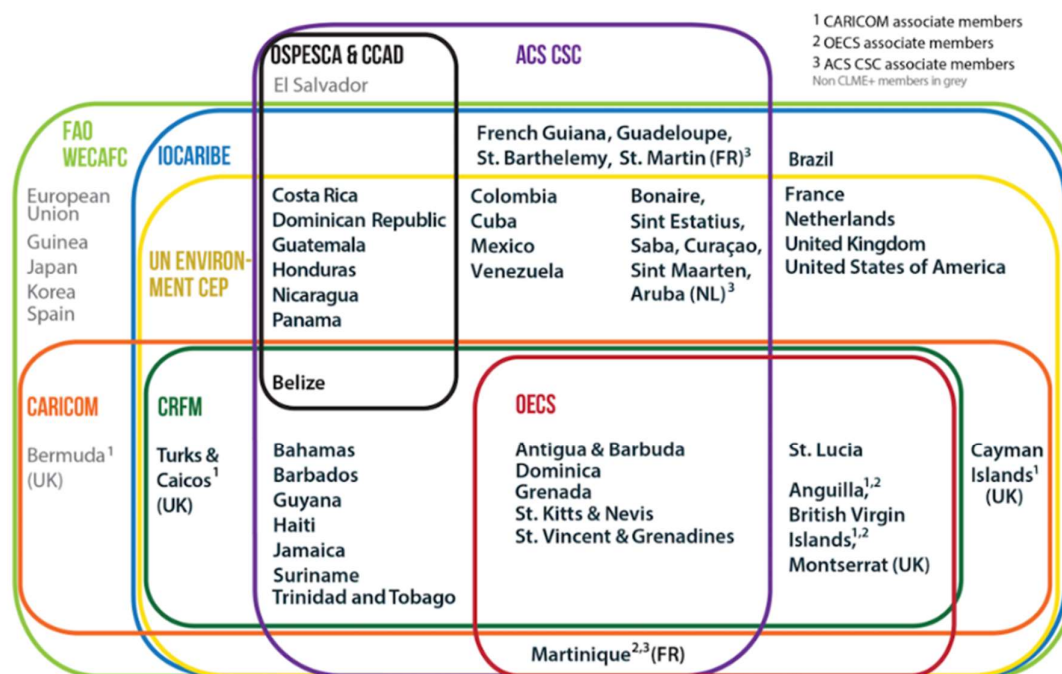 ¹ CARICOM associate members
² OECS associate members
³ ACS CSC associate members
Non CLME+ members in grey
OSPESCA & CCAD
El Salvador
ACS CSC
FAO
WECAFC
European
Union
Guinea
Japan
Korea
Spain
IOCARIBE
French Guiana, Guadeloupe,
St. Barthelemy, St. Martin (FR)³
Brazil
UN ENVIRON-
MENT CEP
Costa Rica
Dominican Republic
Guatemala
Honduras
Nicaragua
Panama
Colombia
Cuba
Mexico
Venezuela
Bonaire,
Sint Estatius,
Saba, Curaçao,
Sint Maarten,
Aruba (NL)³
France
Netherlands
United Kingdom
United States of America
CARICOM
Bermuda¹
(UK)
CRFM
Turks &
Caicos¹
(UK)
Belize
Bahamas
Barbados
Guyana
Haiti
Jamaica
Suriname
Trinidad and Tobago
OECS
Antigua & Barbuda
Dominica
Grenada
St. Kitts & Nevis
St. Vincent & Grenadines
St. Lucia
Anguilla,¹,²
British Virgin
Islands,¹,²
Montserrat (UK)
Cayman
Islands¹
(UK)
Martinique²,³ (FR)